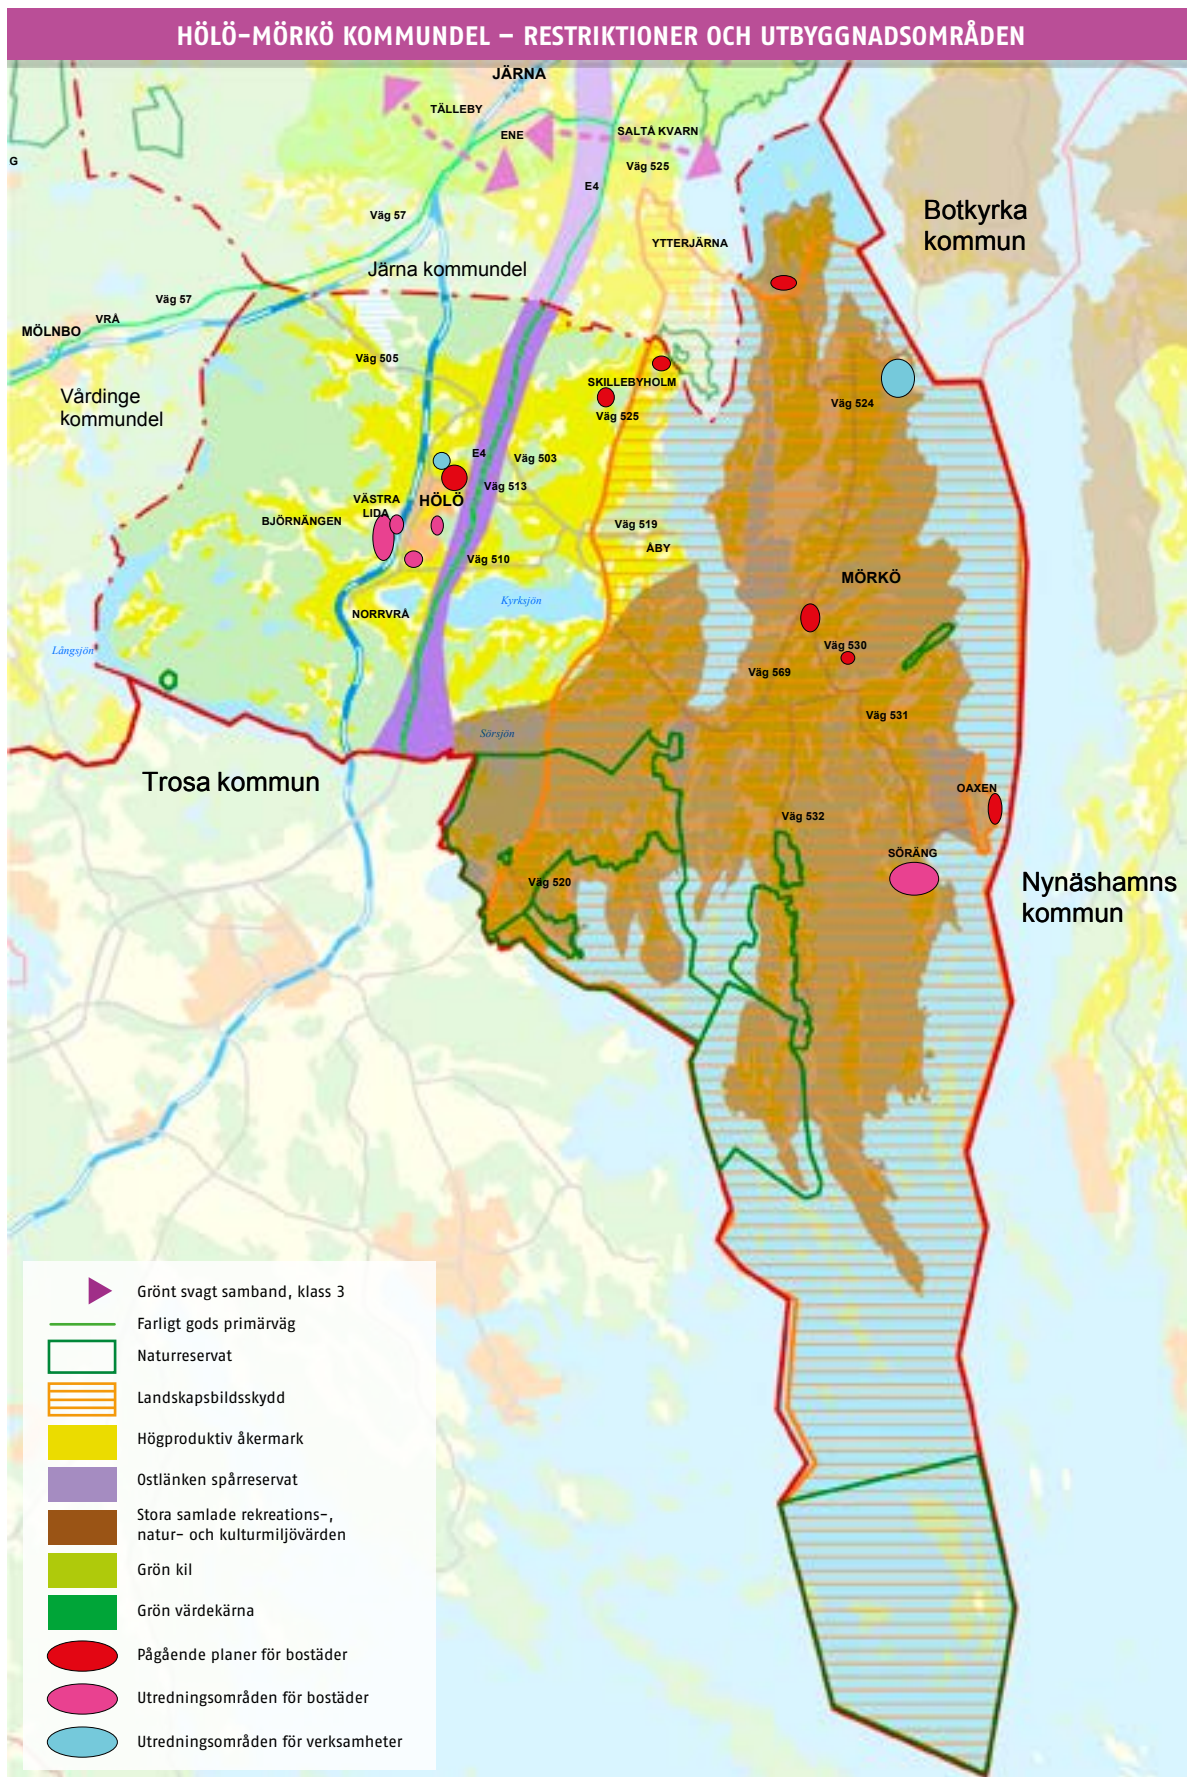 HÖLÖ-MÖRKÖ KOMMUNDEL – RESTRIKTIONER OCH UTBYGGNADSOMRÅDEN
JÄRNA
TÄLLEBY
ENE
SALTÅ KVARN
G
Väg 525
E4
Väg 57
Botkyrka
kommun
YTTERJÄRNA
Järna kommundel
Väg 57
VRÅ
MÖLNBO
Väg 505
SKILLEBYHOLM
Vårdinge
kommundel
Väg 524
Väg 525
E4
Väg 503
Väg 513
VÄSTRA
LIDA
HÖLÖ
BJÖRNÄNGEN
Väg 519
ÅBY
Väg 510
MÖRKÖ
Kyrksjön
NORRVRÅ
Väg 530
Långsjön
Väg 569
Väg 531
Sörsjön
Trosa kommun
OAXEN
Väg 532
SÖRÄNG
Väg 520
Nynäshamns
kommun
Grönt svagt samband, klass 3
Farligt gods primärväg
Naturreservat
Landskapsbildsskydd
Högproduktiv åkermark
Ostlänken spårreservat
Stora samlade rekreations-,
natur- och kulturmiljövärden
Grön kil
Grön värdekärna
Pågående planer för bostäder
Utredningsområden för bostäder
Utredningsområden för verksamheter